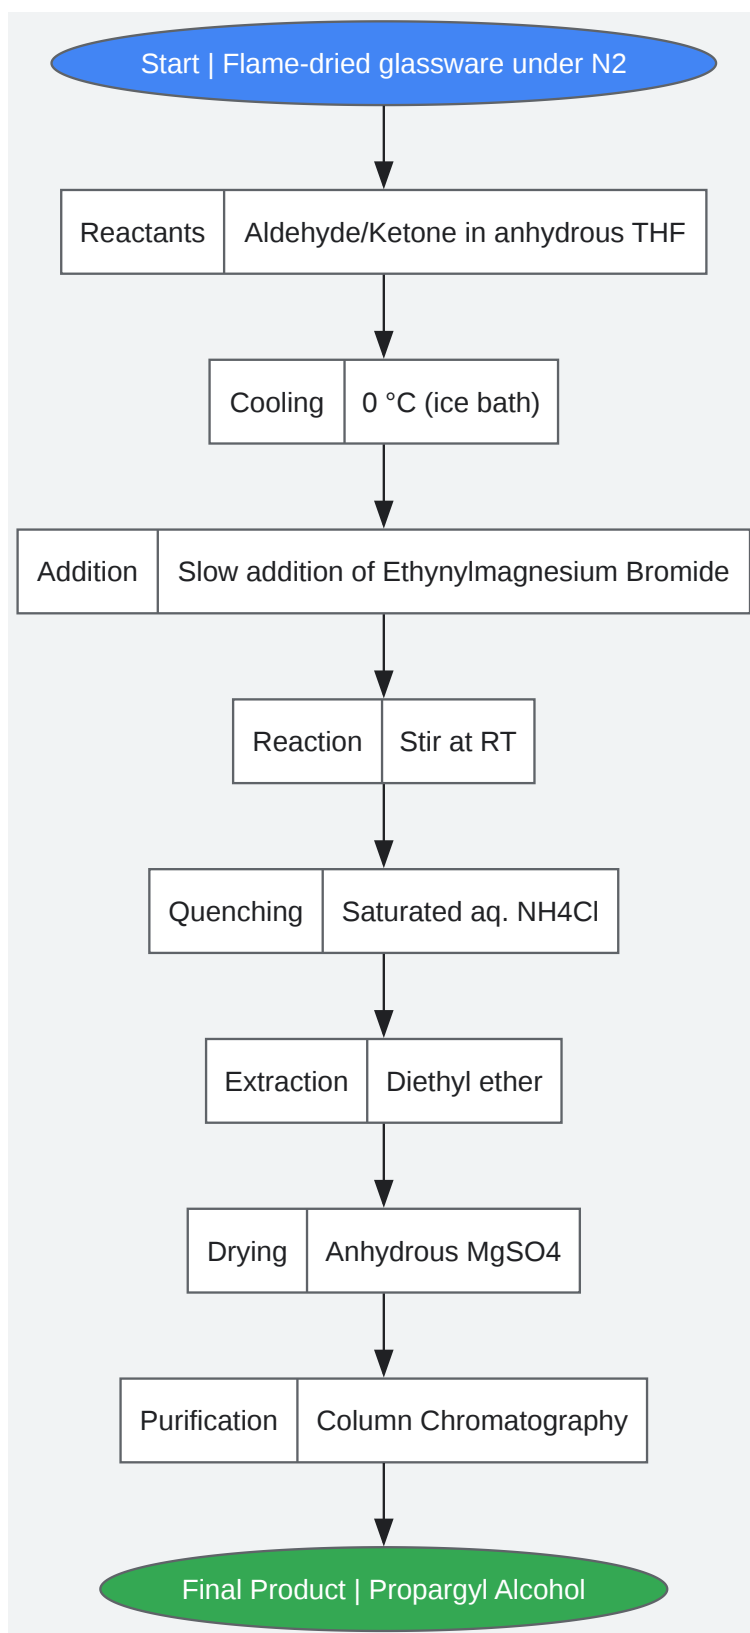 Start | Flame-dried glassware under N2
Reactants Aldehyde/Ketone in anhydrous THF
Cooling 0 °C (ice bath)
Addition Slow addition of Ethynylmagnesium Bromide
Reaction Stir at RT
Quenching Saturated aq. NH4Cl
Extraction Diethyl ether
Drying Anhydrous MgSO4
Purification Column Chromatography
Final Product | Propargyl Alcohol